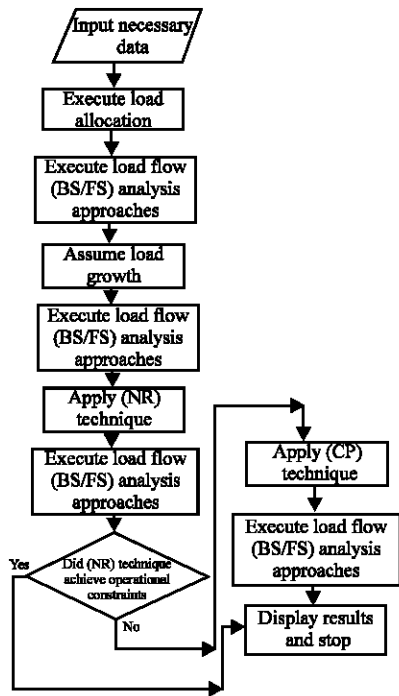 Input necessary
data
Execute load
allocation
Execute load flow
(BS/FS) analysis
approaches
Assume load
growth
Execute load flow
(BS/FS) analysis
approaches
Apply (NR)
technique
Execute load flow
(BS/FS) analysis
approaches
Yes
Did (NR) technique
achieve operational
constraints
No
Apply (CP)
technique
Execute load flow
(BS/FS) analysis
approaches
Display results
and stop